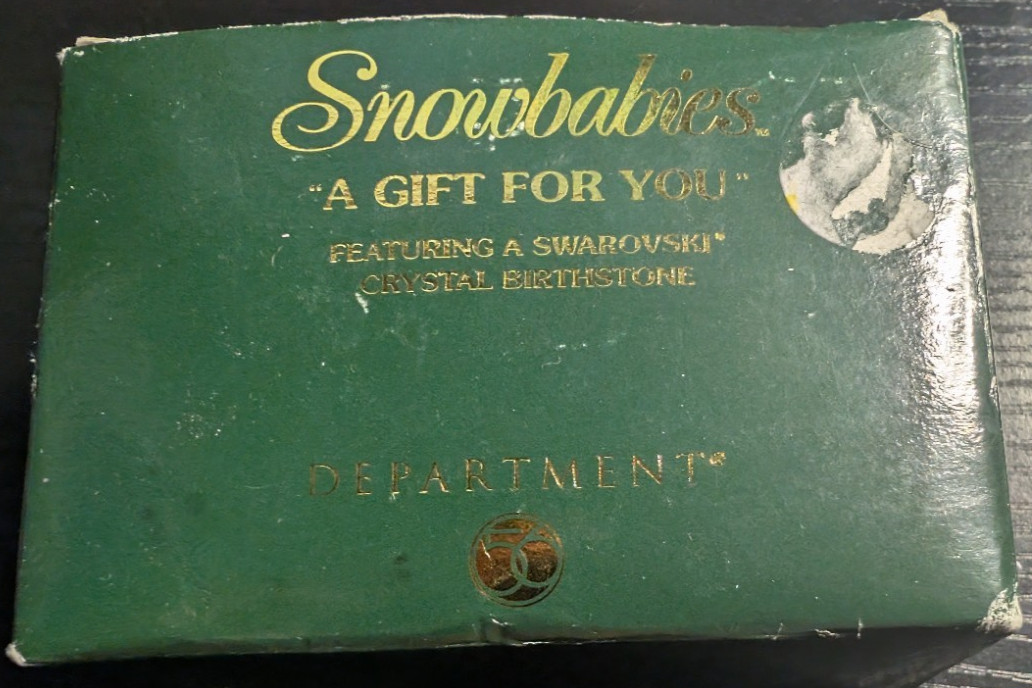 Snowbabies™
"A GIFT FOR YOU"
FEATURING A SWAROVSKI®
CRYSTAL BIRTHSTONE
DEPARTMENT®
56